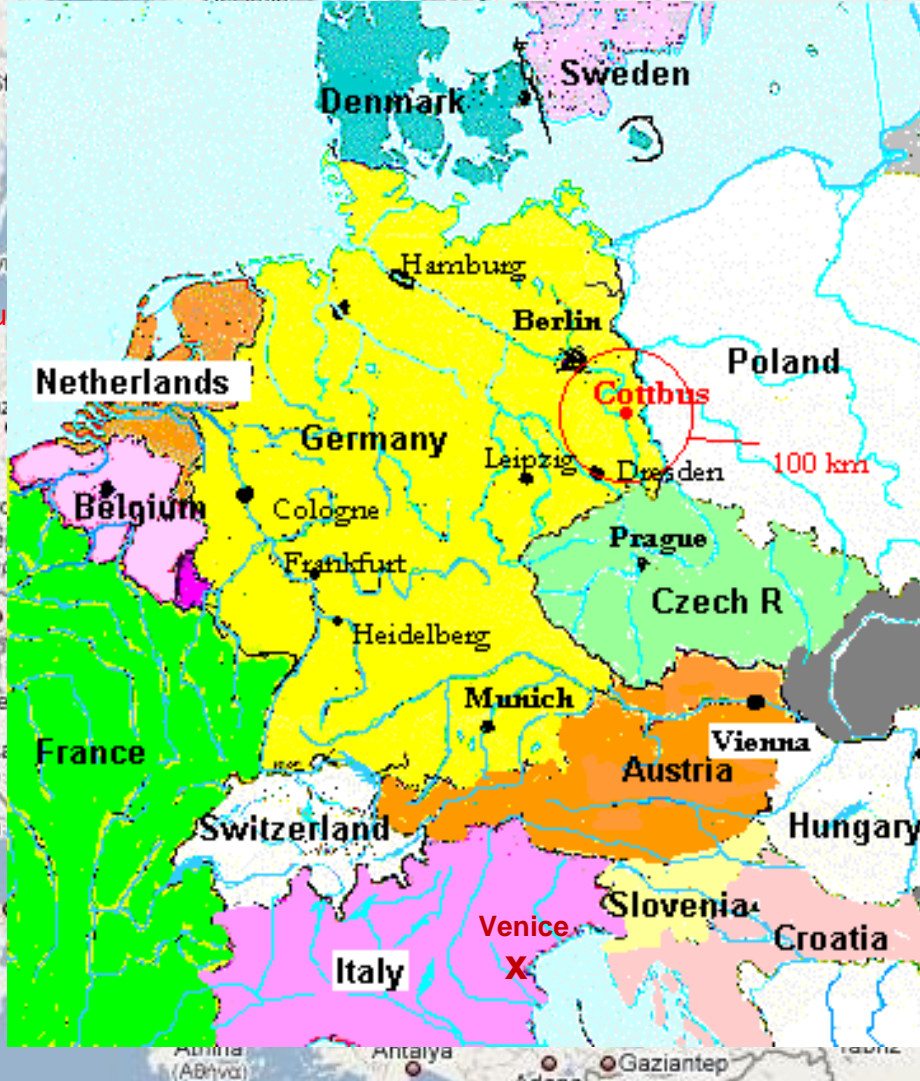 Sweden
Denmark
Hamburg
Berlin
Poland
Netherlands
Cottbus
Germany
Leipzig
Dresden
100 km
Belgium
Cologne
Prague
Frankfurt
Czech R
Heidelberg
Munich
Vienna
France
Austria
Switzerland
Hungary
Slovenia
Venice
Croatia
X
Italy
Antalya
(Αθήνα)
Gaziantep